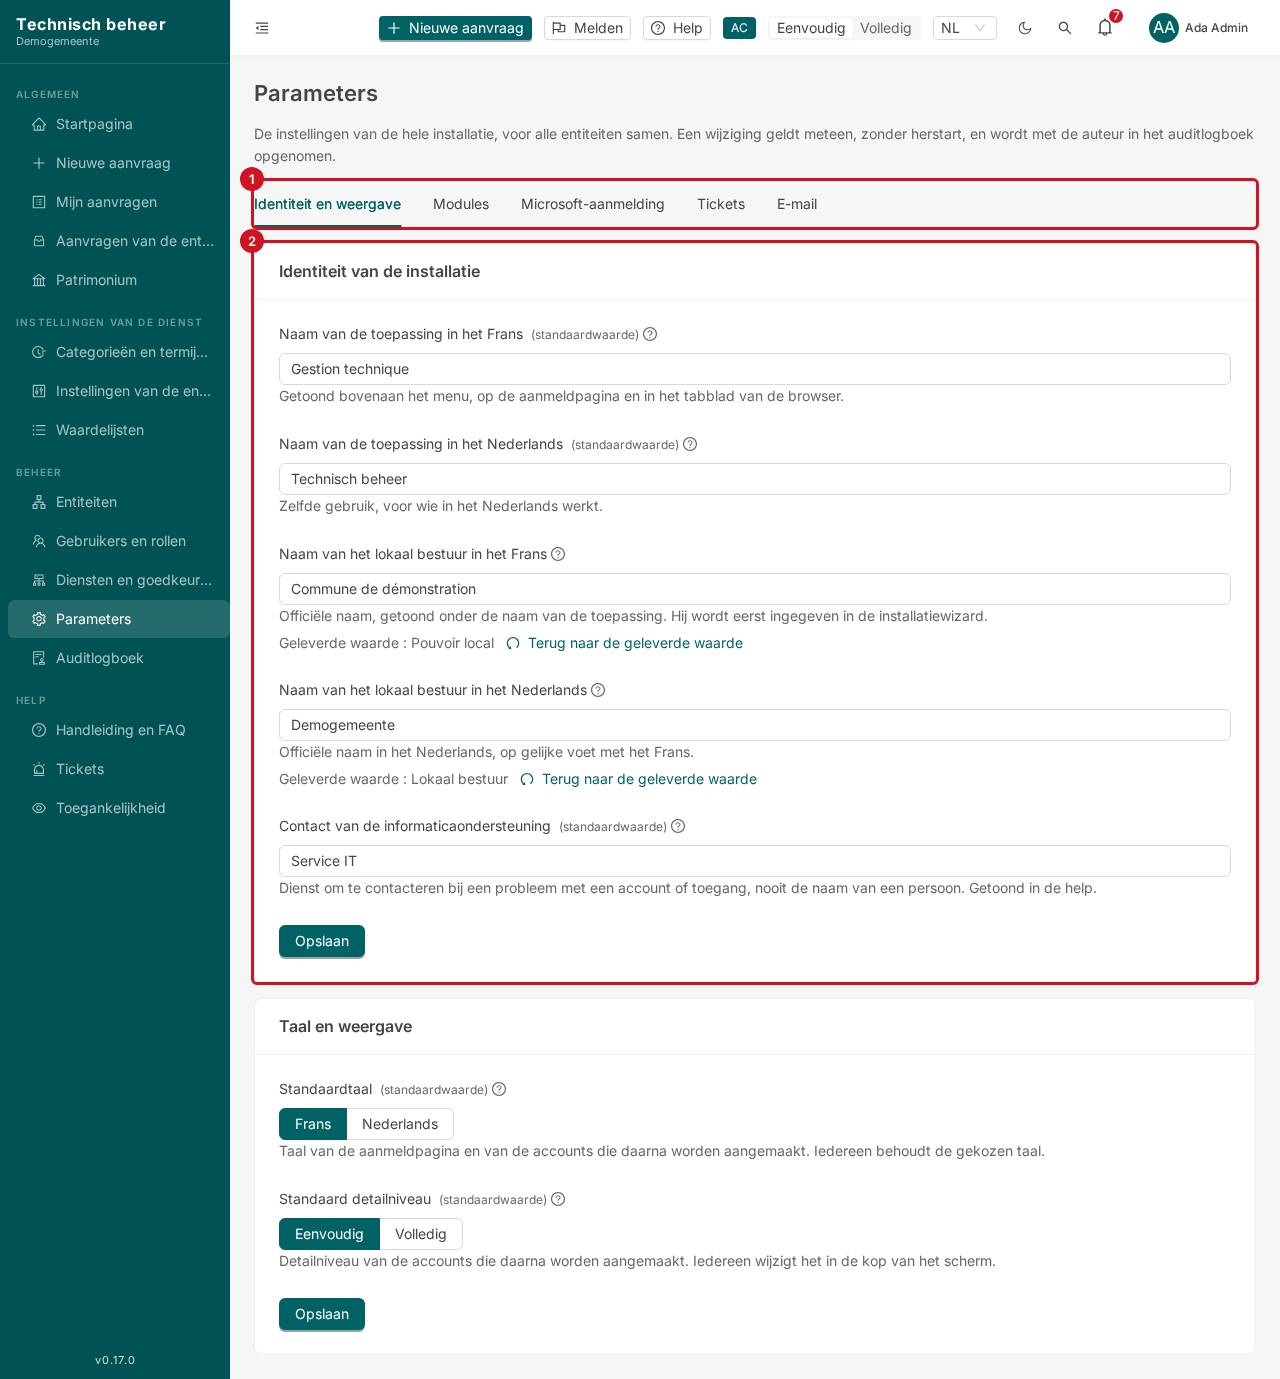 Technisch beheer
Demogemeente
ALGEMEEN
Startpagina
Nieuwe aanvraag
Mijn aanvragen
Aanvragen van de ent...
Patrimonium
INSTELLINGEN VAN DE DIENST
Categorieën en termij...
Instellingen van de en...
Waardelijsten
BEHEER
Entiteiten
Gebruikers en rollen
Diensten en goedkeur...
Parameters
Auditlogboek
HELP
Handleiding en FAQ
Tickets
Toegankelijkheid
v0.17.0
Nieuwe aanvraag Melden Help AC Eenvoudig Volledig NL 7 AA Ada Admin
Parameters
De instellingen van de hele installatie, voor alle entiteiten samen. Een wijziging geldt meteen, zonder herstart, en wordt met de auteur in het auditlogboek
opgenomen.
1
Identiteit en weergave Modules Microsoft-aanmelding Tickets E-mail
2
Identiteit van de installatie
Naam van de toepassing in het Frans (standaardwaarde)
Gestion technique
Getoond bovenaan het menu, op de aanmeldpagina en in het tabblad van de browser.
Naam van de toepassing in het Nederlands (standaardwaarde)
Technisch beheer
Zelfde gebruik, voor wie in het Nederlands werkt.
Naam van het lokaal bestuur in het Frans
Commune de démonstration
Officiële naam, getoond onder de naam van de toepassing. Hij wordt eerst ingegeven in de installatiewizard.
Geleverde waarde : Pouvoir local Terug naar de geleverde waarde
Naam van het lokaal bestuur in het Nederlands
Demogemeente
Officiële naam in het Nederlands, op gelijke voet met het Frans.
Geleverde waarde : Lokaal bestuur Terug naar de geleverde waarde
Contact van de informaticaondersteuning (standaardwaarde)
Service IT
Dienst om te contacteren bij een probleem met een account of toegang, nooit de naam van een persoon. Getoond in de help.
Opslaan
Taal en weergave
Standaardtaal (standaardwaarde)
Frans Nederlands
Taal van de aanmeldpagina en van de accounts die daarna worden aangemaakt. Iedereen behoudt de gekozen taal.
Standaard detailniveau (standaardwaarde)
Eenvoudig Volledig
Detailniveau van de accounts die daarna worden aangemaakt. Iedereen wijzigt het in de kop van het scherm.
Opslaan